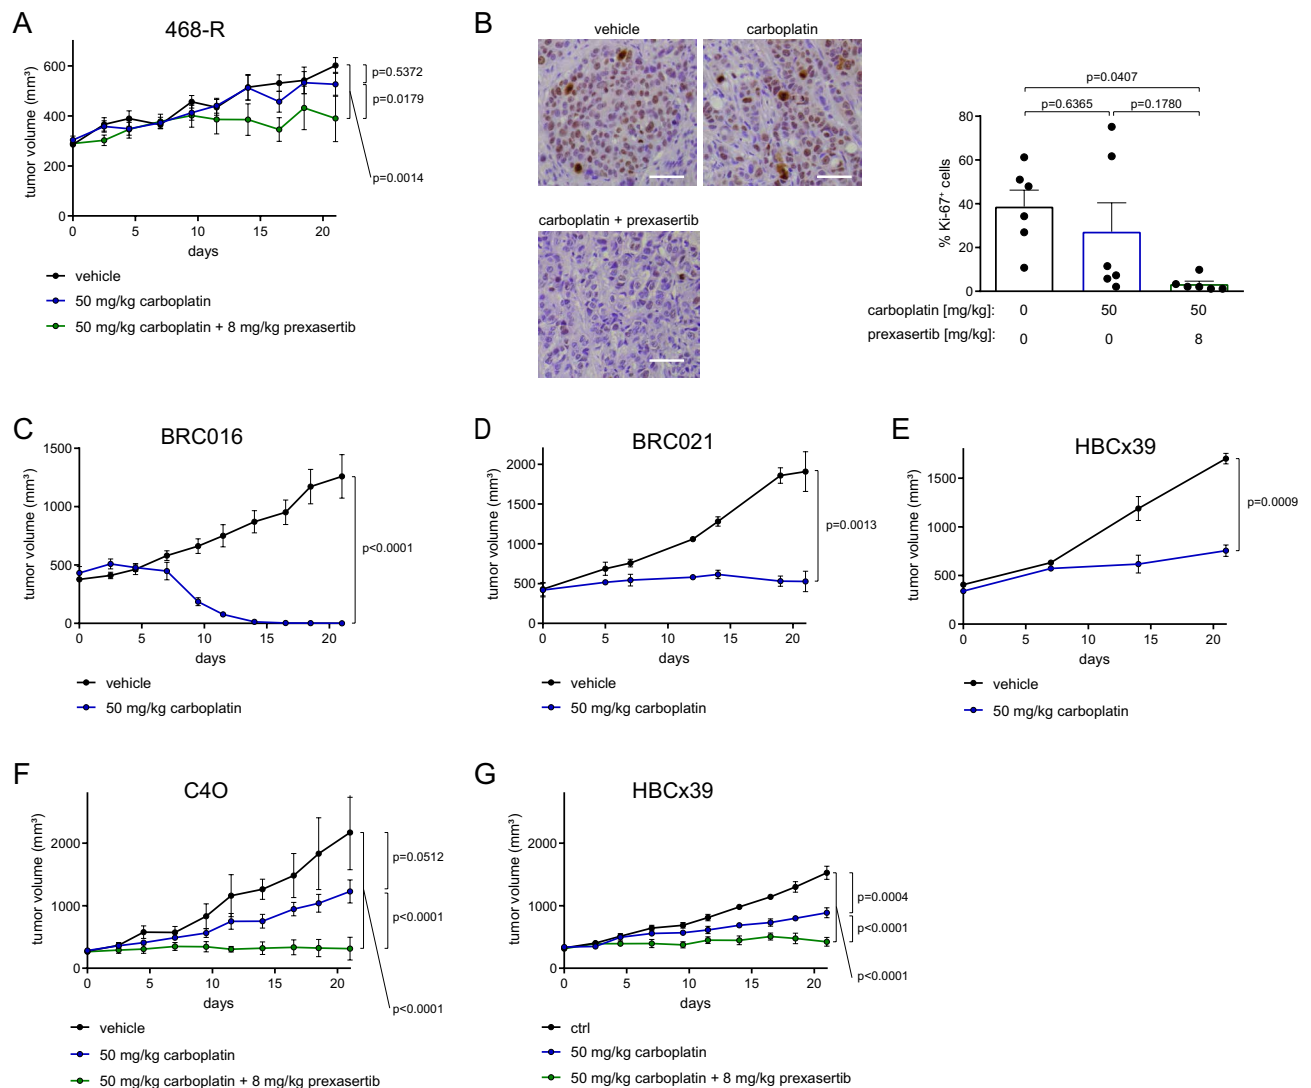 A
468-R
tumor volume (mm³)
600
400
200
0
0 5 10 15 20
days
p=0.5372
p=0.0179
p=0.0014
vehicle
50 mg/kg carboplatin
50 mg/kg carboplatin + 8 mg/kg prexasertib
B
vehicle
carboplatin
carboplatin + prexasertib
p=0.0407
p=0.6365
p=0.1780
% Ki-67⁺ cells
80
60
40
20
0
carboplatin [mg/kg]: 0 50 50
prexasertib [mg/kg]: 0 0 8
C
BRC016
tumor volume (mm³)
1500
1000
500
0
0 5 10 15 20
days
p<0.0001
vehicle
50 mg/kg carboplatin
D
BRC021
tumor volume (mm³)
2000
1500
1000
500
0
0 5 10 15 20
days
p=0.0013
vehicle
50 mg/kg carboplatin
E
HBCx39
tumor volume (mm³)
1500
1000
500
0
0 5 10 15 20
days
p=0.0009
vehicle
50 mg/kg carboplatin
F
C4O
tumor volume (mm³)
2000
1000
0
0 5 10 15 20
days
p=0.0512
p<0.0001
p<0.0001
vehicle
50 mg/kg carboplatin
50 mg/kg carboplatin + 8 mg/kg prexasertib
G
HBCx39
tumor volume (mm³)
2000
1000
0
0 5 10 15 20
days
p=0.0004
p<0.0001
p<0.0001
ctrl
50 mg/kg carboplatin
50 mg/kg carboplatin + 8 mg/kg prexasertib